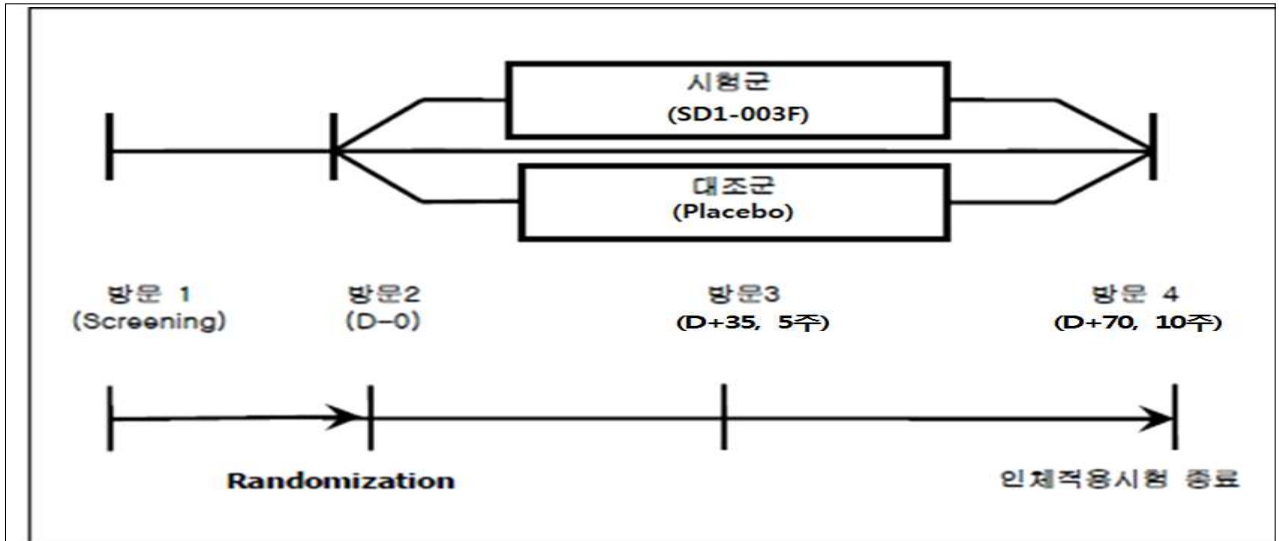 시험군
(SD1-003F)
대조군
(Placebo)
방문 1
(Screening)
방문2
(D-0)
방문3
(D+35, 5주)
방문 4
(D+70, 10주)
Randomization
인체적용시험 종료